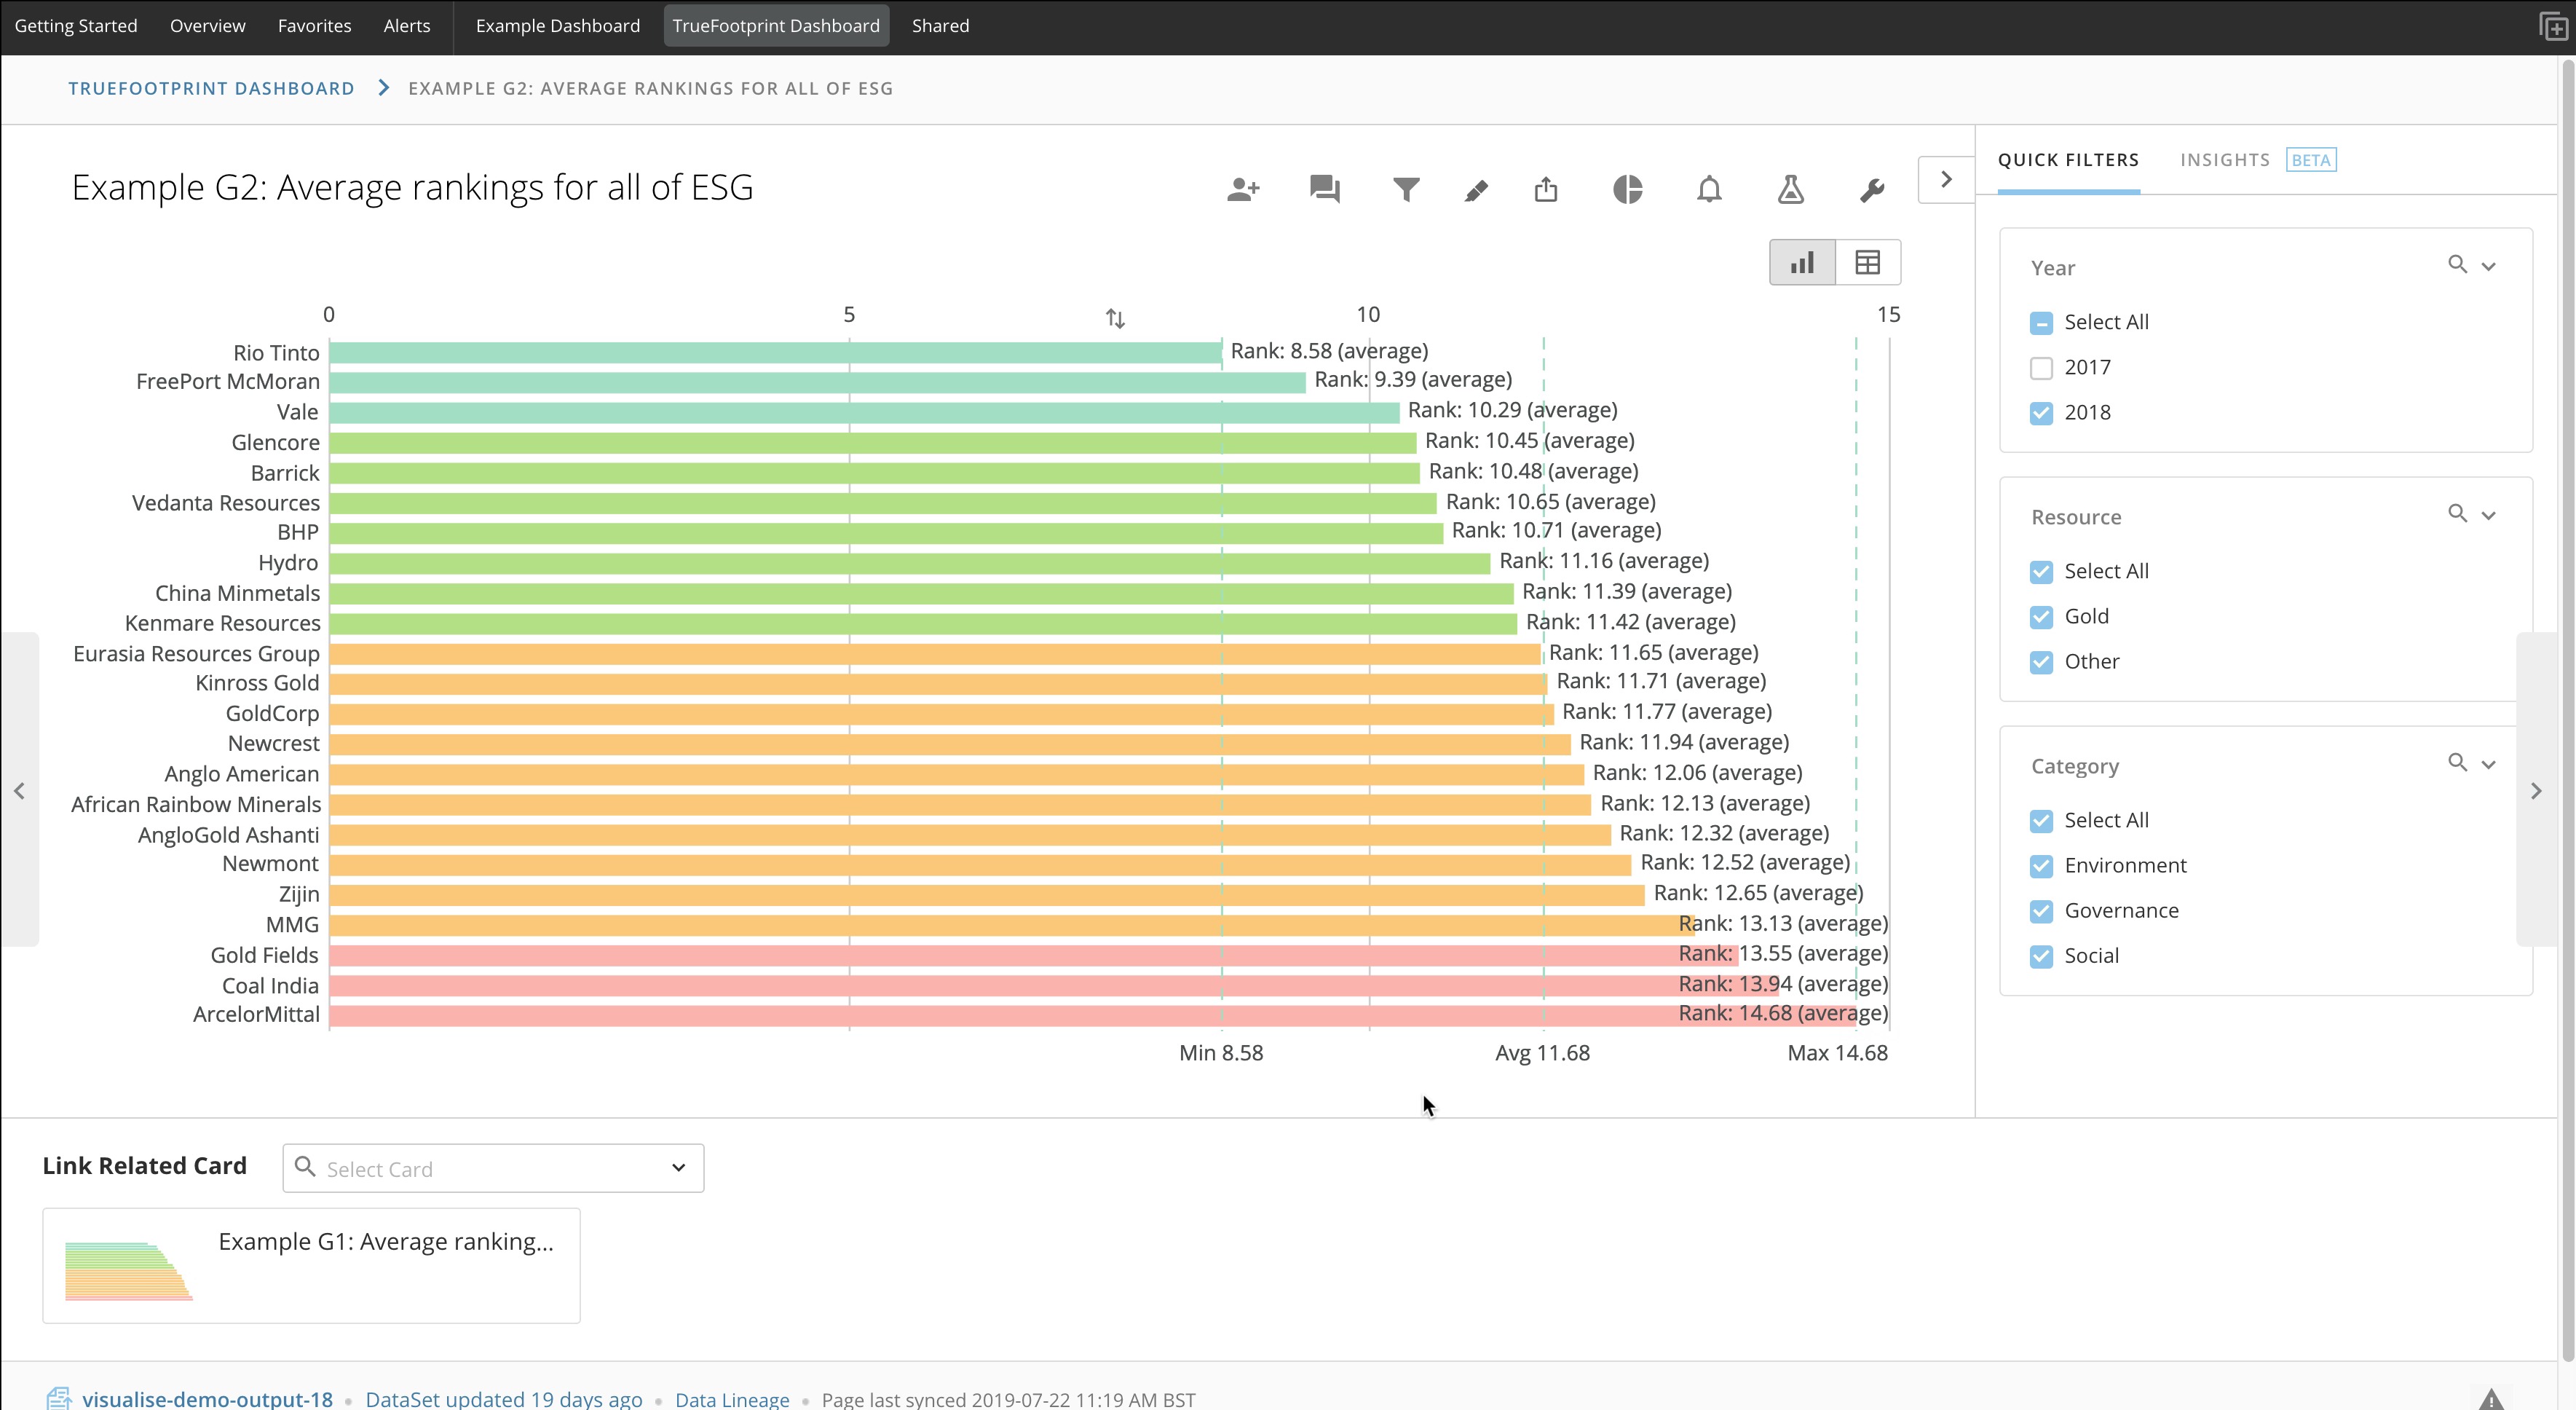 Getting Started Overview Favorites Alerts Example Dashboard TrueFootprint Dashboard Shared
TRUEFOOTPRINT DASHBOARD EXAMPLE G2: AVERAGE RANKINGS FOR ALL OF ESG
Example G2: Average rankings for all of ESG
0 5 10 15
Rio Tinto Rank: 8.58 (average)
FreePort McMoran Rank: 9.39 (average)
Vale Rank: 10.29 (average)
Glencore Rank: 10.45 (average)
Barrick Rank: 10.48 (average)
Vedanta Resources Rank: 10.65 (average)
BHP Rank: 10.71 (average)
Hydro Rank: 11.16 (average)
China Minmetals Rank: 11.39 (average)
Kenmare Resources Rank: 11.42 (average)
Eurasia Resources Group Rank: 11.65 (average)
Kinross Gold Rank: 11.71 (average)
GoldCorp Rank: 11.77 (average)
Newcrest Rank: 11.94 (average)
Anglo American Rank: 12.06 (average)
African Rainbow Minerals Rank: 12.13 (average)
AngloGold Ashanti Rank: 12.32 (average)
Newmont Rank: 12.52 (average)
Zijin Rank: 12.65 (average)
MMG Rank: 13.13 (average)
Gold Fields Rank: 13.55 (average)
Coal India Rank: 13.94 (average)
ArcelorMittal Rank: 14.68 (average)
Min 8.58 Avg 11.68 Max 14.68
QUICK FILTERS INSIGHTS BETA
Year
Select All
2017
2018
Resource
Select All
Gold
Other
Category
Select All
Environment
Governance
Social
Link Related Card Select Card
Example G1: Average ranking...
visualise-demo-output-18 • DataSet updated 19 days ago • Data Lineage • Page last synced 2019-07-22 11:19 AM BST